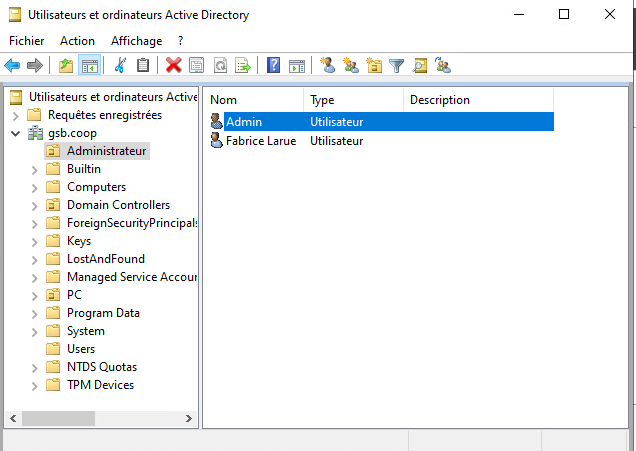 Utilisateurs et ordinateurs Active Directory
Fichier Action Affichage ?
Utilisateurs et ordinateurs Active
Requêtes enregistrées
gsb.coop
Administrateur
Builtin
Computers
Domain Controllers
ForeignSecurityPrincipals
Keys
LostAndFound
Managed Service Accour
PC
Program Data
System
Users
NTDS Quotas
TPM Devices
Nom Type Description
Admin Utilisateur
Fabrice Larue Utilisateur